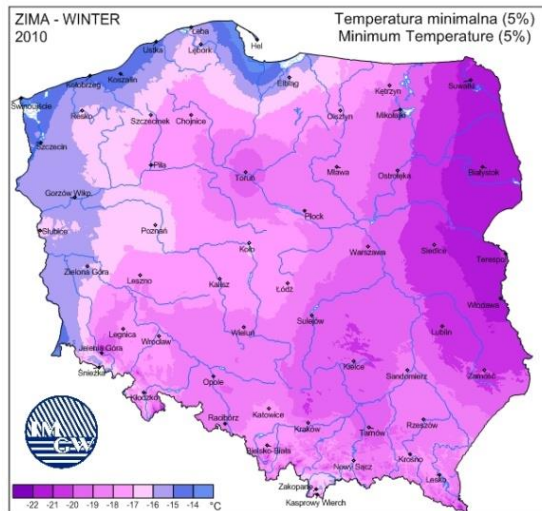 ZIMA - WINTER
2010
Temperatura minimalna (5%)
Minimum Temperature (5%)
Łeba
Ustka
Lębork
Hel
Koszalin
Kołobrzeg
Elbląg
Kętrzyn
Suwałki
Świnoujście
Resko
Szczecinek
Chojnice
Olsztyn
Mikołajki
Szczecin
Piła
Toruń
Mława
Ostrołęka
Białystok
Gorzów Wlkp.
Płock
Słubice
Poznań
Koło
Warszawa
Siedlce
Terespol
Zielona Góra
Leszno
Kalisz
Łódź
Włodawa
Sulejów
Legnica
Wrocław
Wieluń
Lublin
Jelenia Góra
Śnieżka
Kielce
Sandomierz
Zamość
Opole
Kłodzko
Racibórz
Katowice
Kraków
Tarnów
Rzeszów
Bielsko-Biała
Nowy Sącz
Krosno
Lesko
Zakopane
Kasprowy Wierch
IMGW
-22 -21 -20 -19 -18 -17 -16 -15 -14 °C